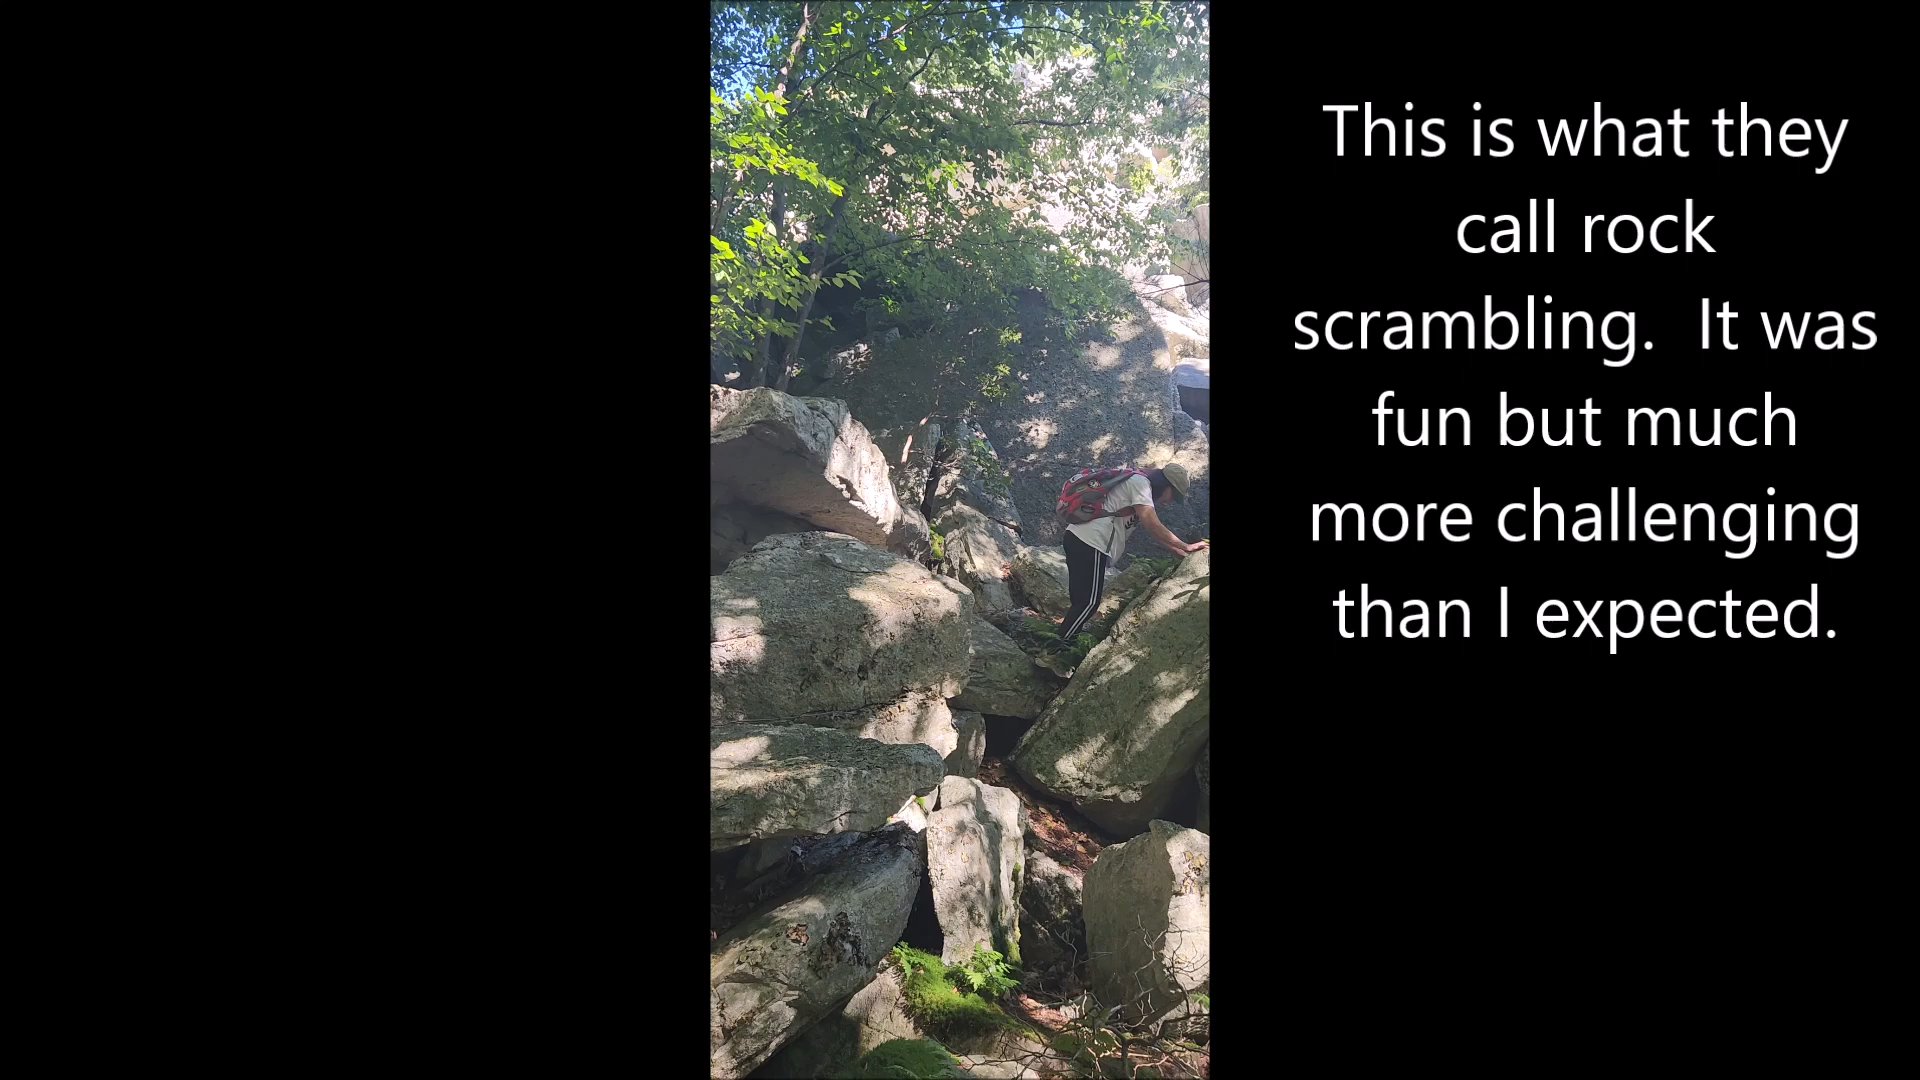 This is what they
call rock
scrambling.  It was
fun but much
more challenging
than I expected.